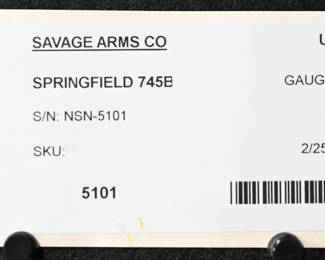 SAVAGE ARMS CO
SPRINGFIELD 745B
GAUG
S/N: NSN-5101
SKU:
2/25
5101